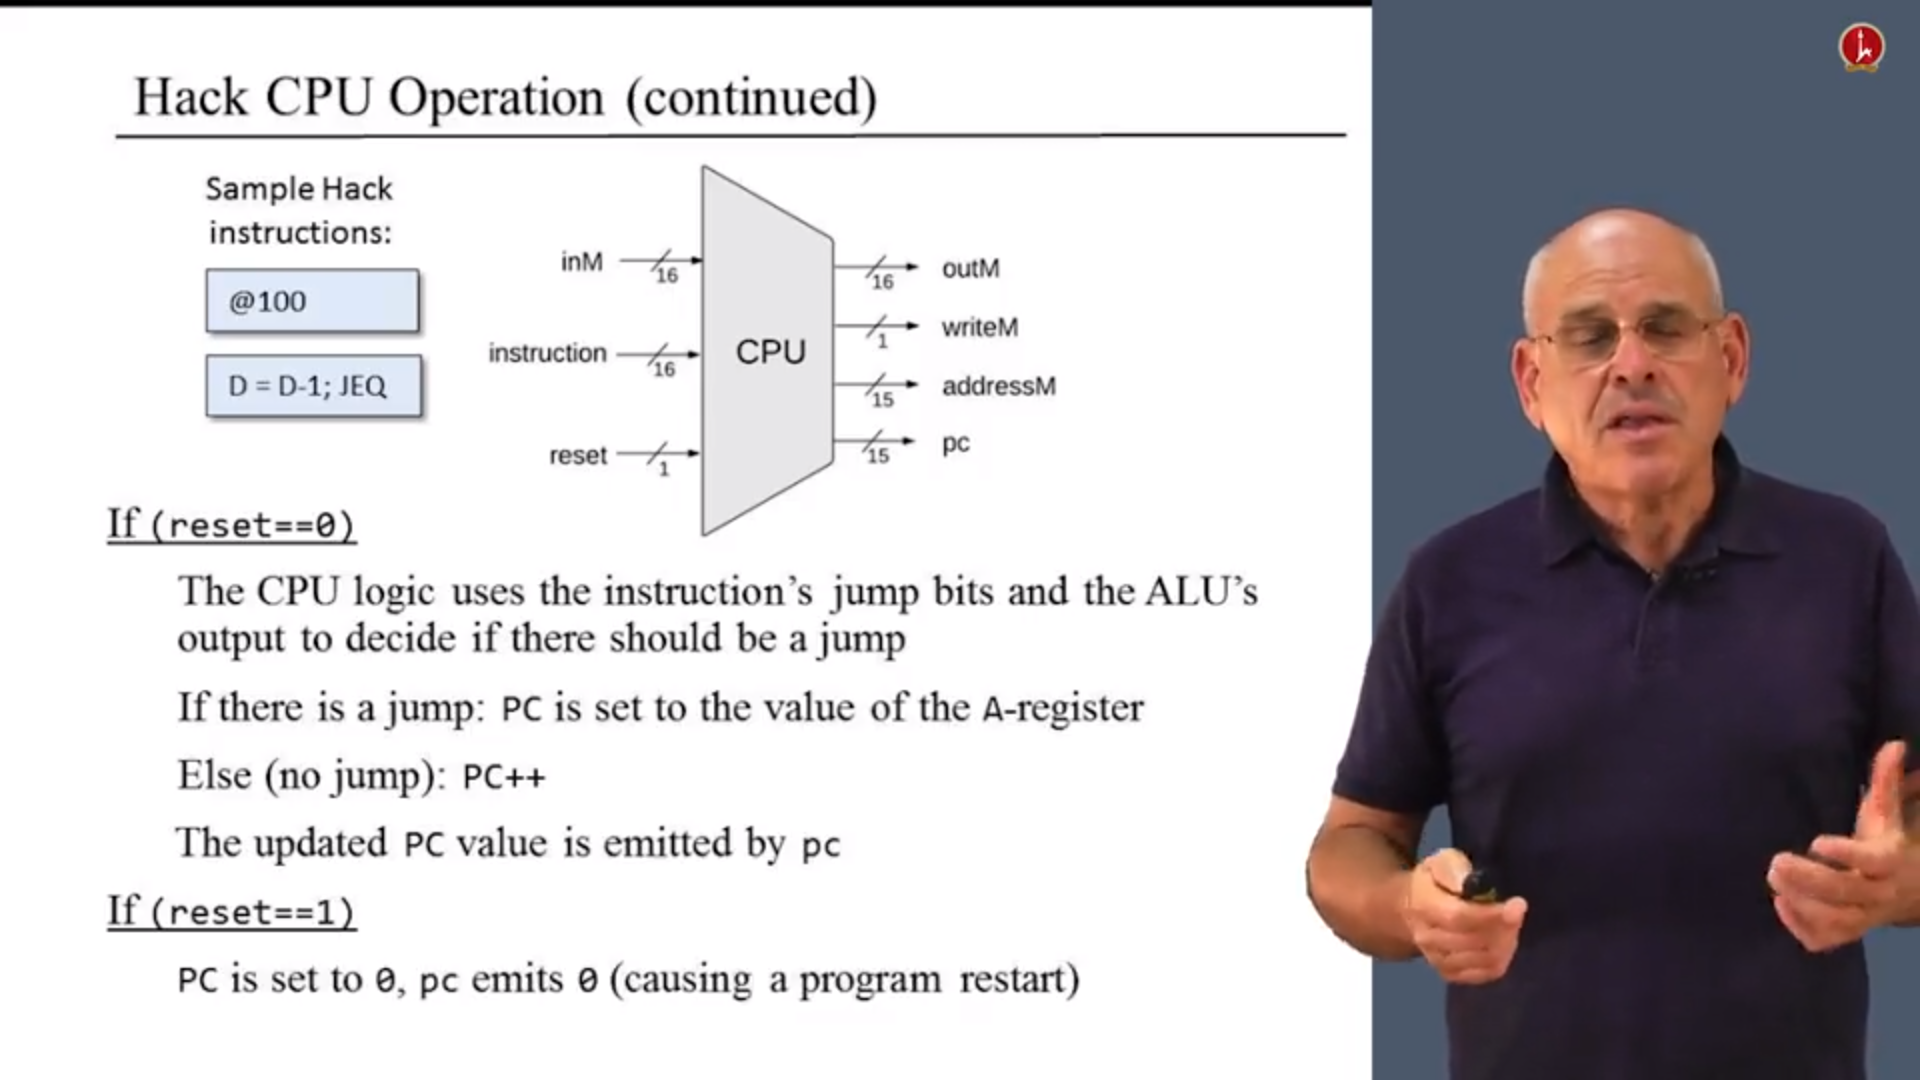 Hack CPU Operation (continued)
Sample Hack
instructions:
@100
D = D-1; JEQ
inM
16
instruction
16
reset
1
CPU
16
outM
1
writeM
15
addressM
15
pc
If (reset==0)
The CPU logic uses the instruction’s jump bits and the ALU’s
output to decide if there should be a jump
If there is a jump: PC is set to the value of the A-register
Else (no jump): PC++
The updated PC value is emitted by pc
If (reset==1)
PC is set to 0, pc emits 0 (causing a program restart)